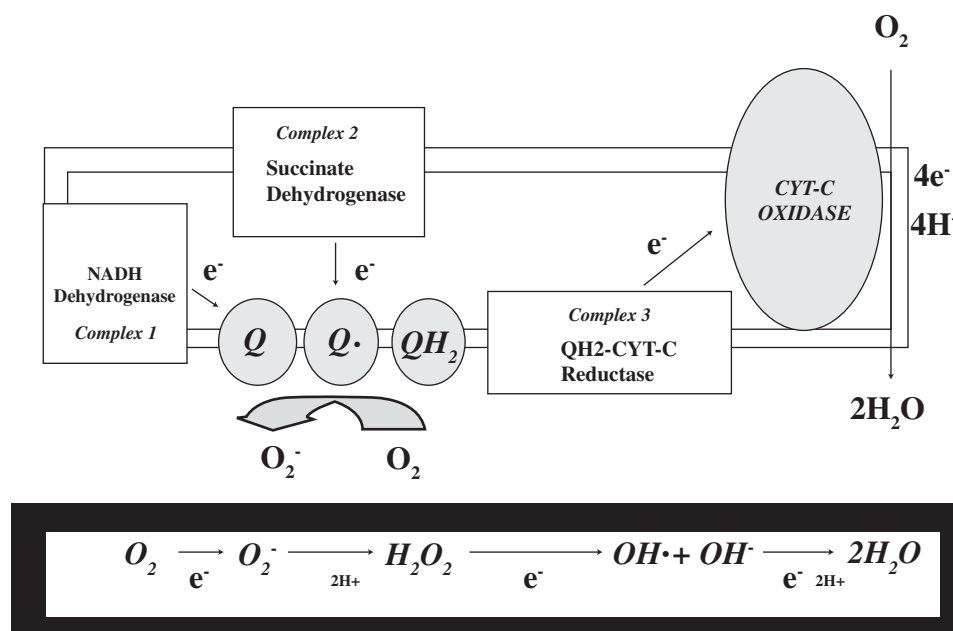 O₂
Complex 2
Succinate
Dehydrogenase
CYT-C
OXIDASE
4e⁻
4H
NADH
Dehydrogenase
Complex 1
e⁻
e⁻
e⁻
Q
Q·
QH₂
Complex 3
QH2-CYT-C
Reductase
2H₂O
O₂⁻
O₂
O₂ e⁻ O₂⁻ 2H+ H₂O₂ e⁻ OH· + OH⁻ e⁻ 2H+ 2H₂O